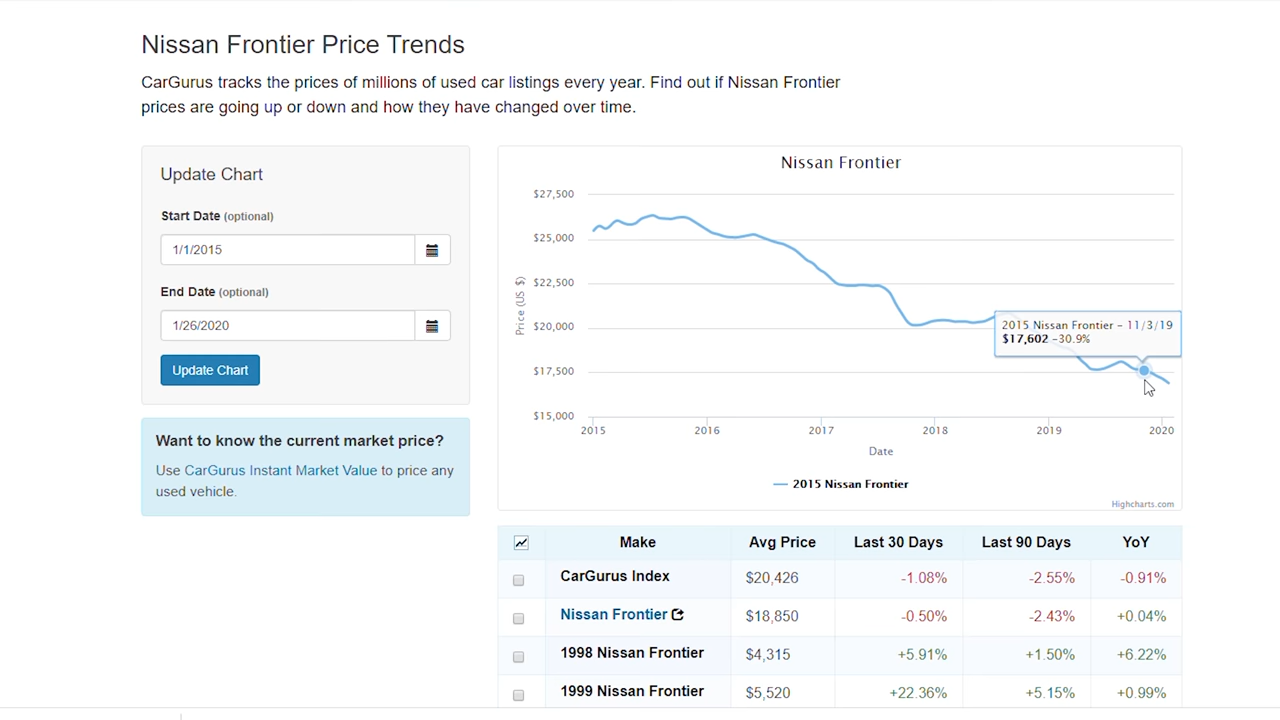 Nissan Frontier Price Trends
CarGurus tracks the prices of millions of used car listings every year. Find out if Nissan Frontier
prices are going up or down and how they have changed over time.
Update Chart
Start Date (optional)
1/1/2015
End Date (optional)
1/26/2020
Update Chart
Want to know the current market price?
Use CarGurus Instant Market Value to price any
used vehicle.
Nissan Frontier
$27,500
$25,000
$22,500
$20,000
$17,500
$15,000
Price (US $)
2015 Nissan Frontier - 11/3/19
$17,602 -30.9%
2015 2016 2017 2018 2019 2020
Date
2015 Nissan Frontier
Highcharts.com
Make Avg Price Last 30 Days Last 90 Days YoY
CarGurus Index $20,426 -1.08% -2.55% -0.91%
Nissan Frontier $18,850 -0.50% -2.43% +0.04%
1998 Nissan Frontier $4,315 +5.91% +1.50% +6.22%
1999 Nissan Frontier $5,520 +22.36% +5.15% +0.99%